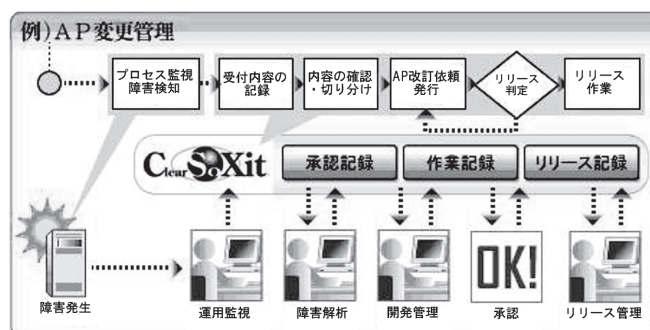 例)AP変更管理
プロセス監視
障害検知
受付内容の
記録
内容の確認
・切り分け
AP改訂依頼
発行
リリース
判定
リリース
作業
ClearSoXit
承認記録
作業記録
リリース記録
OK!
障害発生
運用監視
障害解析
開発管理
承認
リリース管理